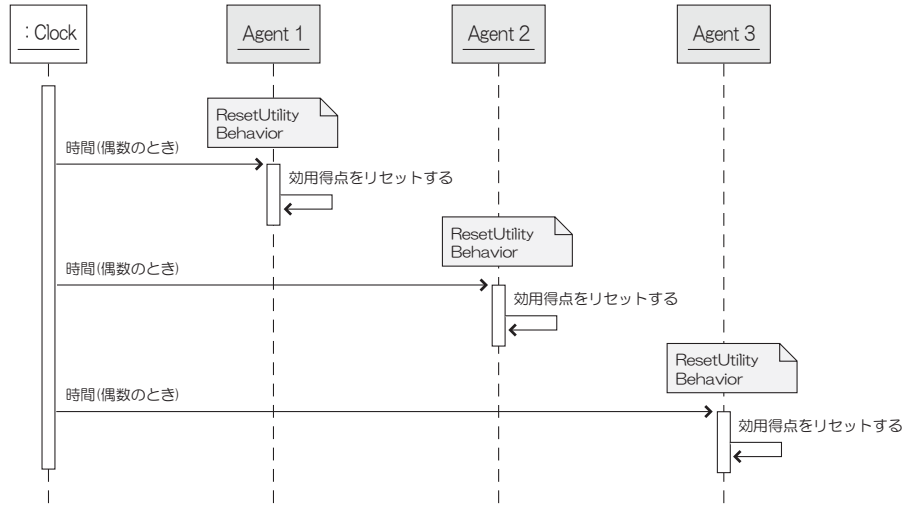 : Clock
Agent 1
Agent 2
Agent 3
ResetUtility
Behavior
時間(偶数のとき)
効用得点をリセットする
ResetUtility
Behavior
時間(偶数のとき)
効用得点をリセットする
ResetUtility
Behavior
時間(偶数のとき)
効用得点をリセットする